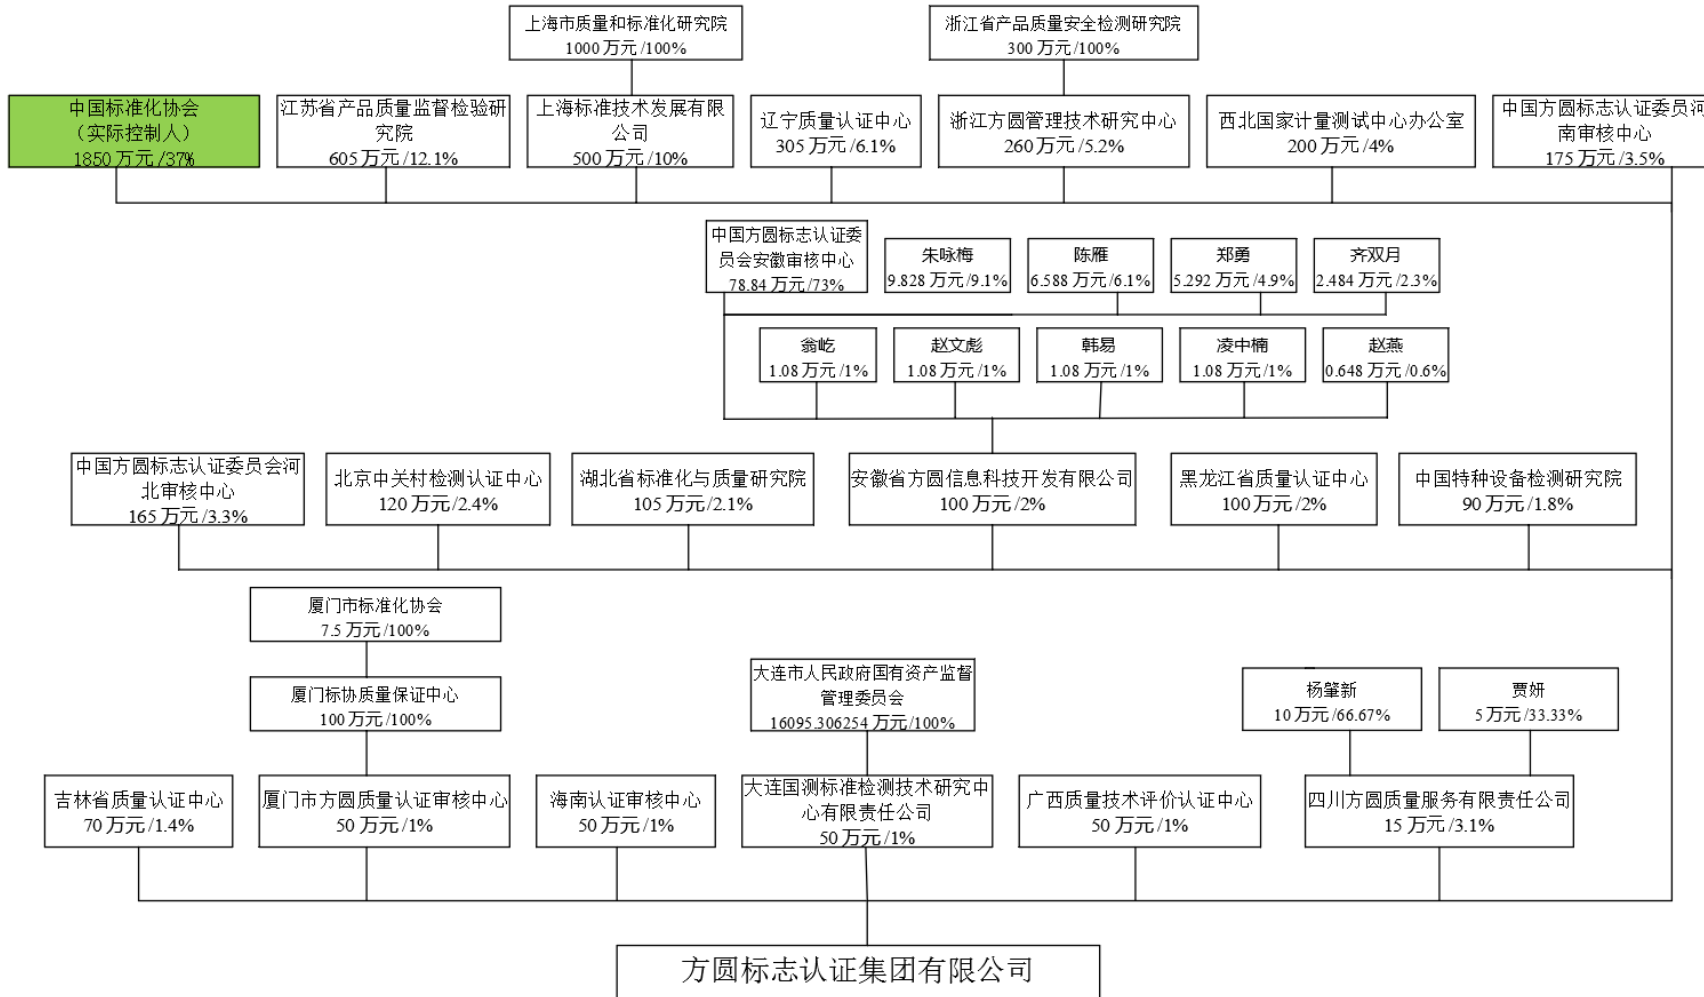 上海市质量和标准化研究院
1000万元/100%
浙江省产品质量安全检测研究院
300万元/100%
中国标准化协会
（实际控制人）
1850万元/37%
江苏省产品质量监督检验研
究院
605万元/12.1%
上海标准技术发展有限
公司
500万元/10%
辽宁质量认证中心
305万元/6.1%
浙江方圆管理技术研究中心
260万元/5.2%
西北国家计量测试中心办公室
200万元/4%
中国方圆标志认证委员会河
南审核中心
175万元/3.5%
中国方圆标志认证委
员会安徽审核中心
78.84万元/73%
朱咏梅
9.828万元/9.1%
陈雁
6.588万元/6.1%
郑勇
5.292万元/4.9%
齐双月
2.484万元/2.3%
翁屹
1.08万元/1%
赵文彪
1.08万元/1%
韩易
1.08万元/1%
凌中楠
1.08万元/1%
赵燕
0.648万元/0.6%
中国方圆标志认证委员会河
北审核中心
165万元/3.3%
北京中关村检测认证中心
120万元/2.4%
湖北省标准化与质量研究院
105万元/2.1%
安徽省方圆信息科技开发有限公司
100万元/2%
黑龙江省质量认证中心
100万元/2%
中国特种设备检测研究院
90万元/1.8%
厦门市标准化协会
7.5万元/100%
厦门标协质量保证中心
100万元/100%
大连市人民政府国有资产监督
管理委员会
16095.306254万元/100%
杨肇新
10万元/66.67%
贾妍
5万元/33.33%
吉林省质量认证中心
70万元/1.4%
厦门市方圆质量认证审核中心
50万元/1%
海南认证审核中心
50万元/1%
大连国测标准检测技术研究中
心有限责任公司
50万元/1%
广西质量技术评价认证中心
50万元/1%
四川方圆质量服务有限责任公司
15万元/3.1%
方圆标志认证集团有限公司